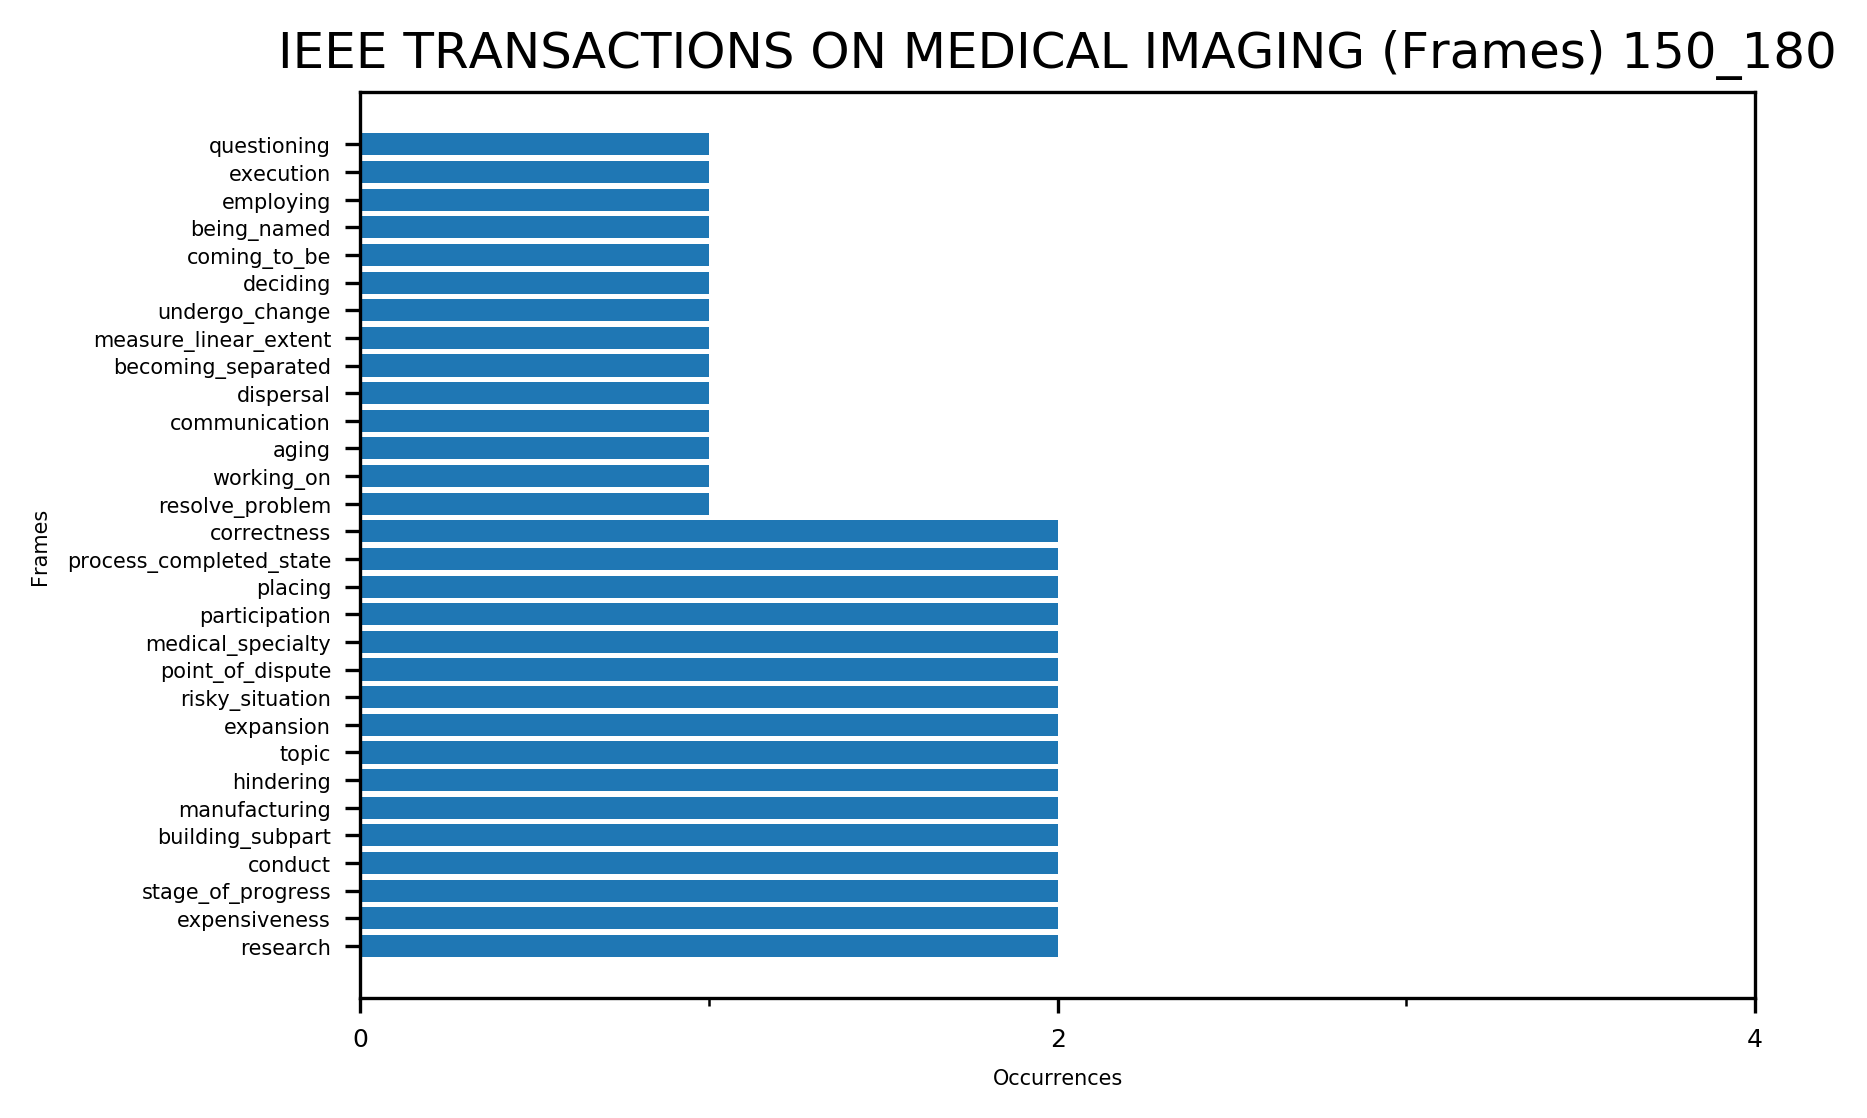 IEEE TRANSACTIONS ON MEDICAL IMAGING (Frames) 150_180
questioning
execution
employing
being_named
coming_to_be
deciding
undergo_change
measure_linear_extent
becoming_separated
dispersal
communication
aging
working_on
resolve_problem
correctness
process_completed_state
placing
participation
medical_specialty
point_of_dispute
risky_situation
expansion
topic
hindering
manufacturing
building_subpart
conduct
stage_of_progress
expensiveness
research
Frames
0 2 4
Occurrences